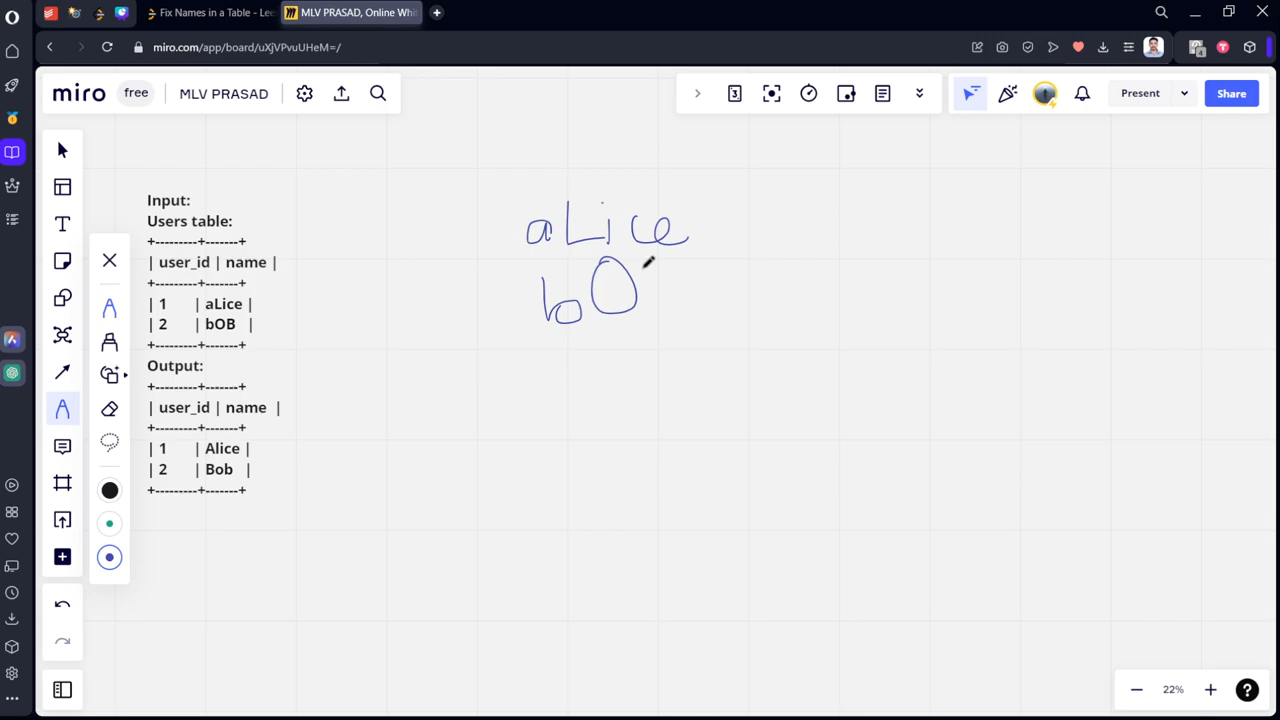 Fix Names in a Table - Lee
MLV PRASAD, Online Whit
miro.com/app/board/uXjVPvuUHeM=/
miro free MLV PRASAD
3
Present
Share
Input:
Users table:
+---------+-------+
| user_id | name |
+---------+-------+
| 1 | aLice |
| 2 | bOB |
+---------+-------+
Output:
+---------+-------+
| user_id | name |
+---------+-------+
| 1 | Alice |
| 2 | Bob |
+---------+-------+
aLice
bO
22%